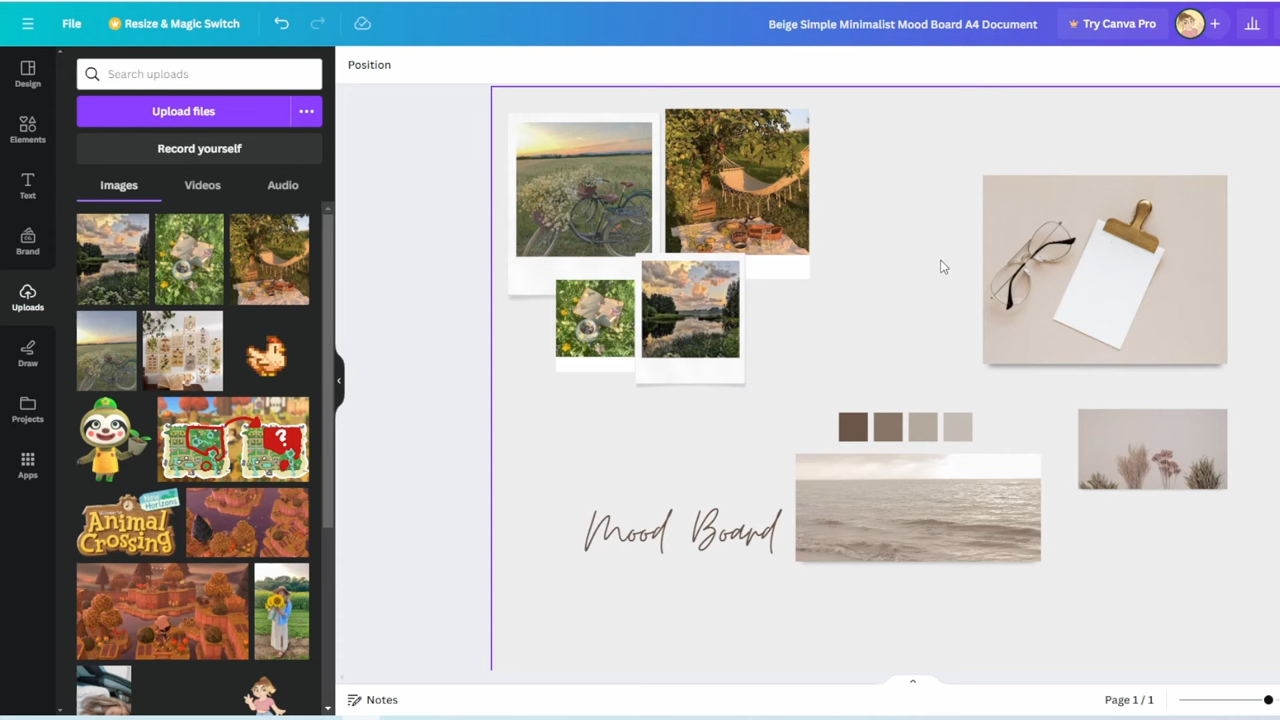 File
Resize & Magic Switch
Beige Simple Minimalist Mood Board A4 Document
Try Canva Pro
Design
Elements
Text
Brand
Uploads
Draw
Projects
Apps
Search uploads
Upload files
Record yourself
Images
Videos
Audio
Animal
Crossing
New
Horizons
?
Position
Mood Board
Notes
Page 1 / 1